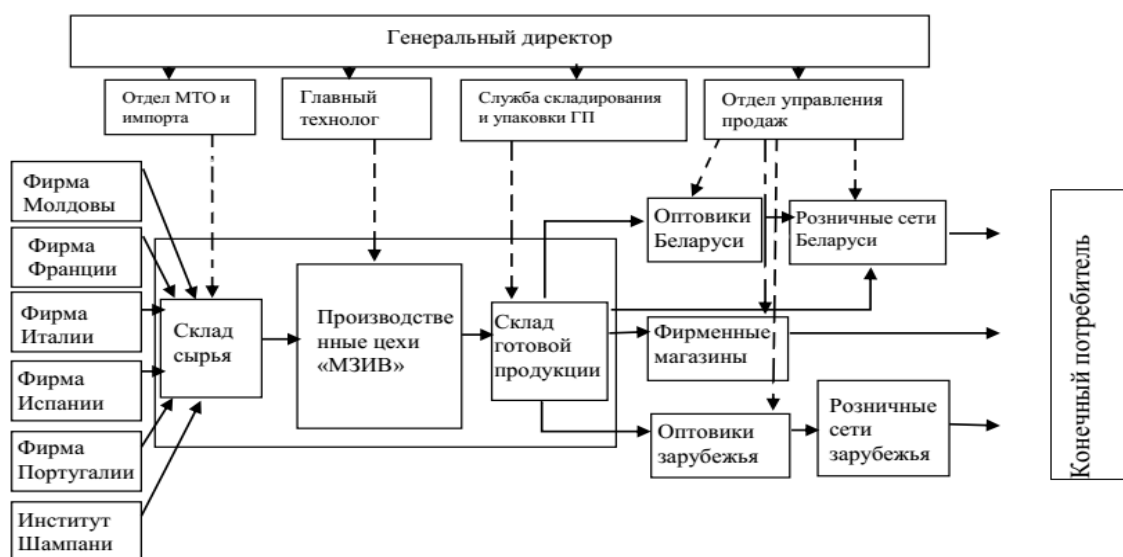 Генеральный директор
Отдел МТО и
импорта
Главный
технолог
Служба складирования
и упаковки ГП
Отдел управления
продаж
Фирма
Молдовы
Фирма
Франции
Фирма
Италии
Фирма
Испании
Фирма
Португалии
Институт
Шампани
Склад
сырья
Производстве
нные цехи
«МЗИВ»
Склад
готовой
продукции
Оптовики
Беларуси
Розничные сети
Беларуси
Фирменные
магазины
Оптовики
зарубежья
Розничные
сети
зарубежья
Конечный потребитель